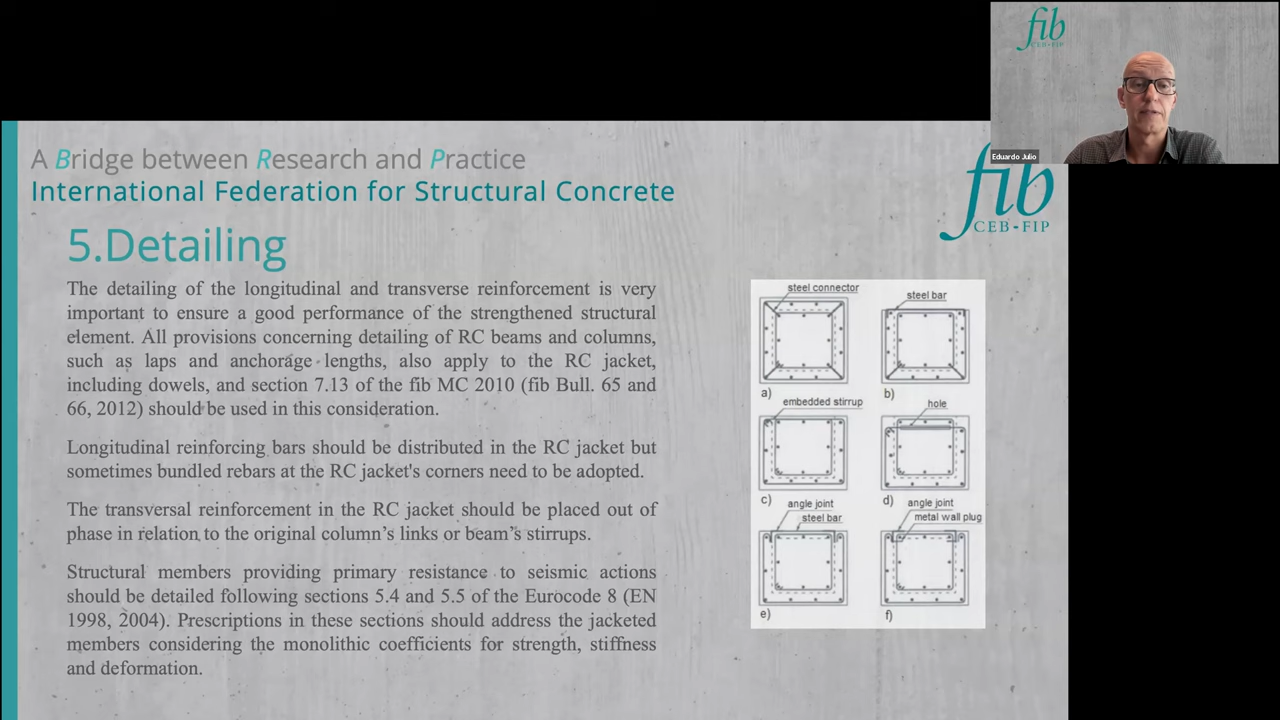 fib
CEB-FIP
Eduardo Julio
A Bridge between Research and Practice
International Federation for Structural Concrete
fib
CEB-FIP
5.Detailing
The detailing of the longitudinal and transverse reinforcement is very
important to ensure a good performance of the strengthened structural
element. All provisions concerning detailing of RC beams and columns,
such as laps and anchorage lengths, also apply to the RC jacket,
including dowels, and section 7.13 of the fib MC 2010 (fib Bull. 65 and
66, 2012) should be used in this consideration.
Longitudinal reinforcing bars should be distributed in the RC jacket but
sometimes bundled rebars at the RC jacket's corners need to be adopted.
The transversal reinforcement in the RC jacket should be placed out of
phase in relation to the original column’s links or beam’s stirrups.
Structural members providing primary resistance to seismic actions
should be detailed following sections 5.4 and 5.5 of the Eurocode 8 (EN
1998, 2004). Prescriptions in these sections should address the jacketed
members considering the monolithic coefficients for strength, stiffness
and deformation.
steel connector
steel bar
a)
b)
embedded stirrup
hole
c)
d)
angle joint
steel bar
angle joint
metal wall plug
e)
f)